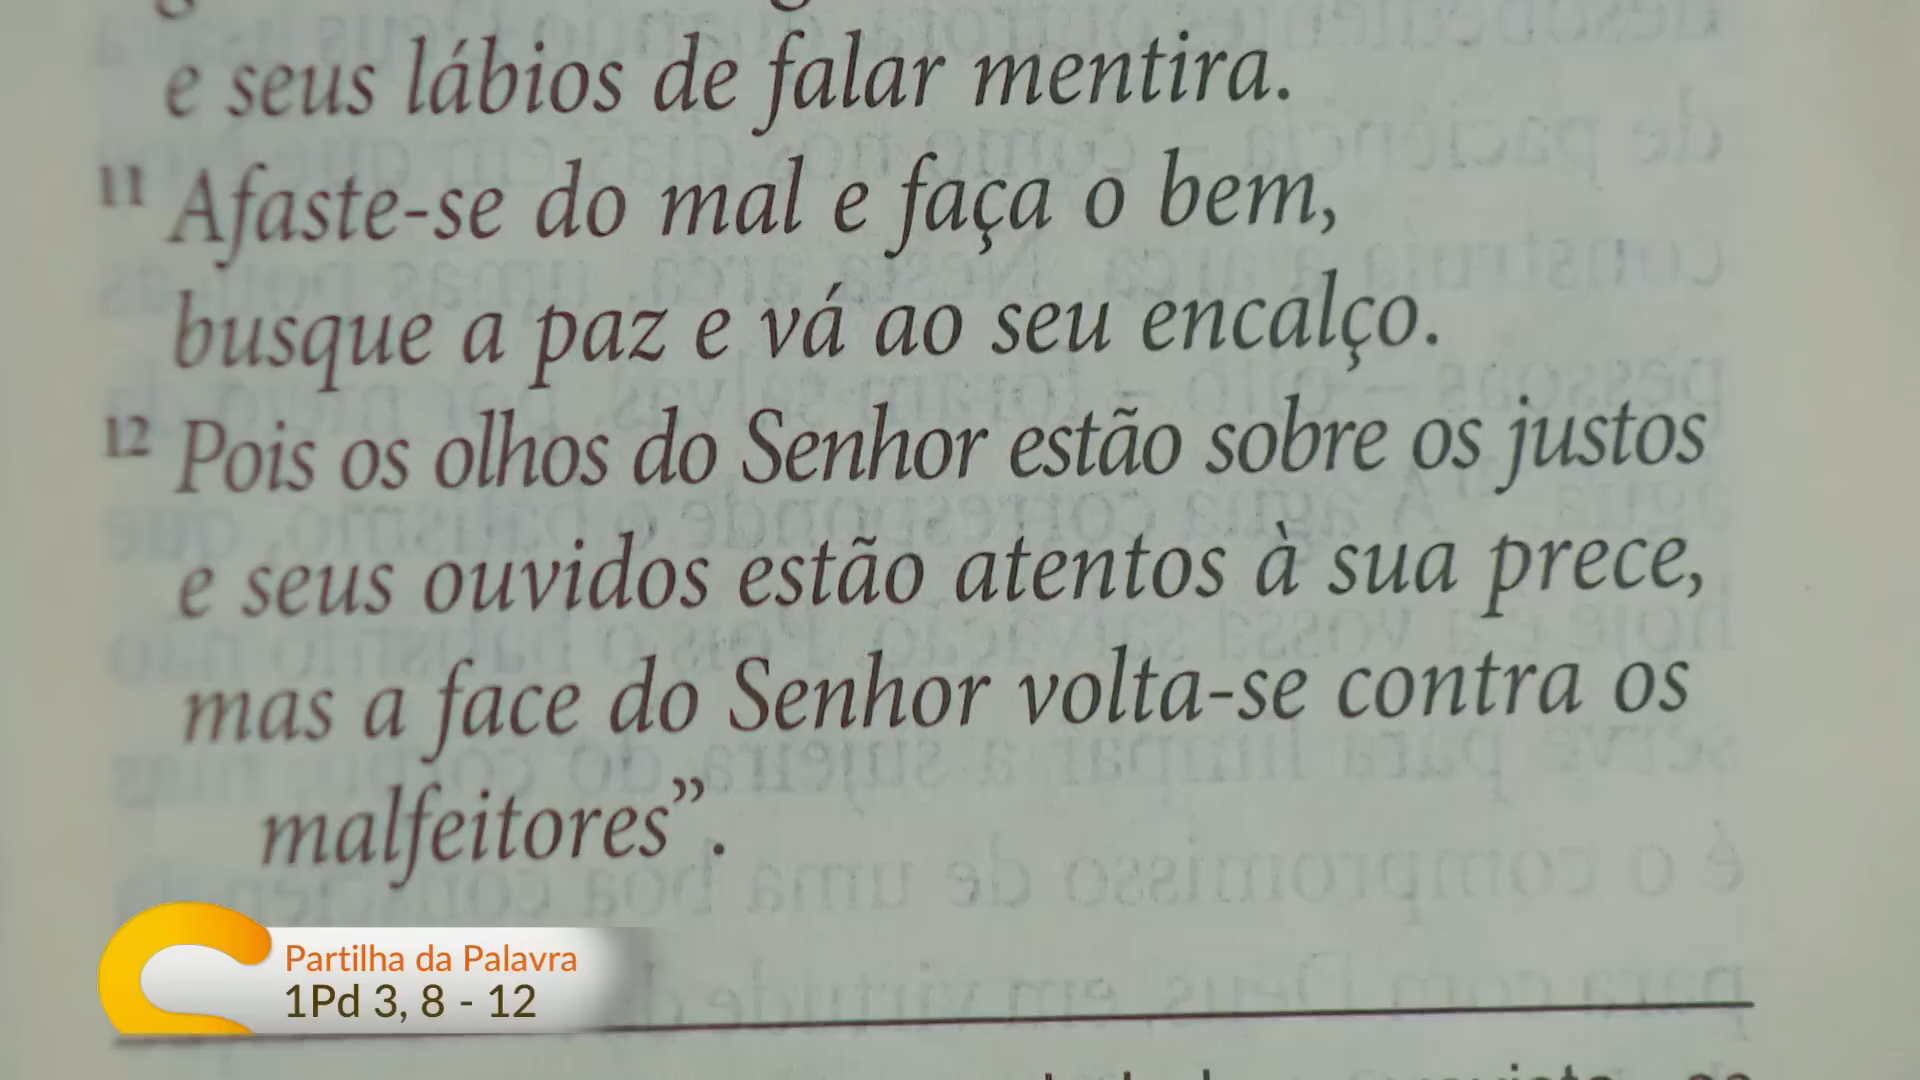 e seus lábios de falar mentira.
11 Afaste-se do mal e faça o bem,
busque a paz e vá ao seu encalço.
12 Pois os olhos do Senhor estão sobre os justos
e seus ouvidos estão atentos à sua prece,
mas a face do Senhor volta-se contra os
malfeitores”.
Partilha da Palavra
1Pd 3, 8 - 12